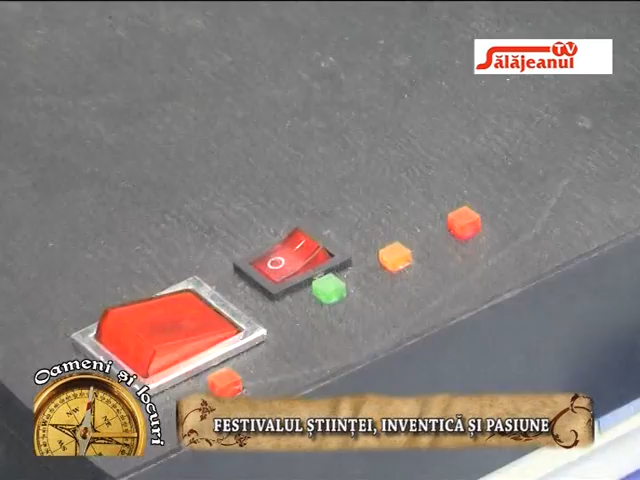 Sălăjeanul TV
Oameni și locuri
FESTIVALUL ȘTIINȚEI, INVENTICĂ ȘI PASIUNE